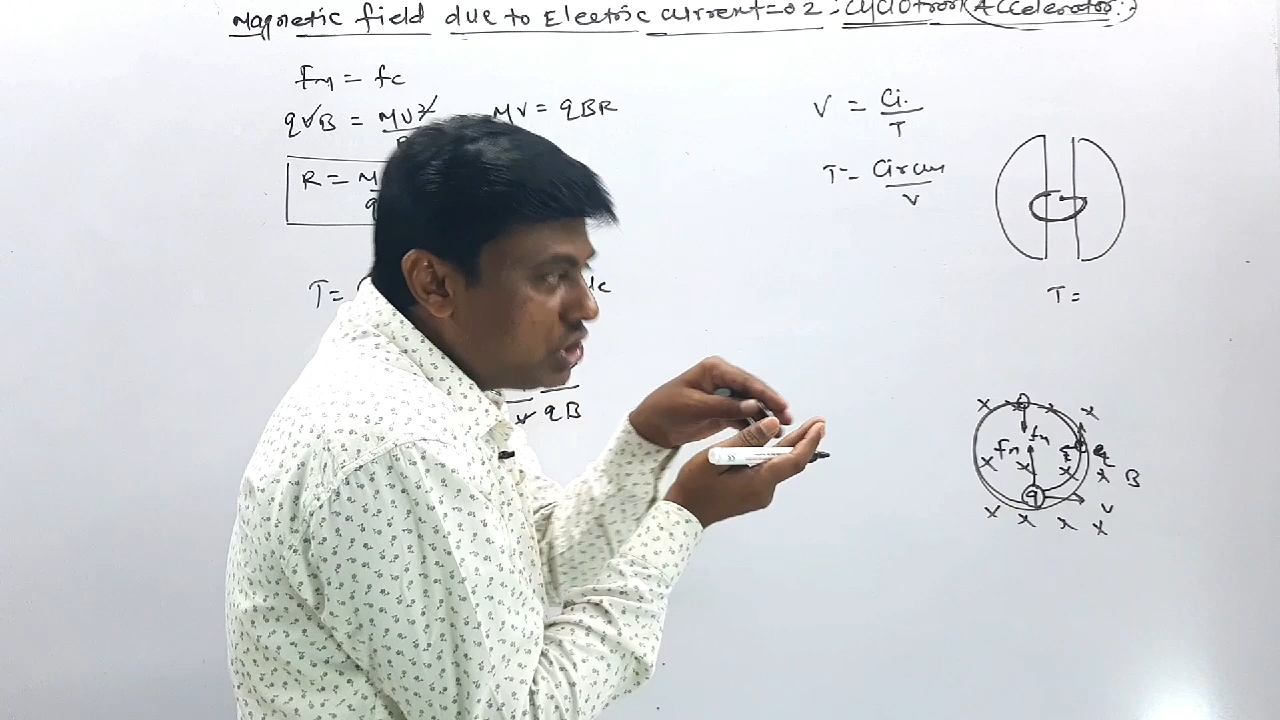 Magnetic field due to Electric current=02: Cyclotron (Accelerator:-)
Fm = fc
qvB = MV²
MV = qBR
R = M
q
T=
qB
V = Ci.
T
T= Circum
V
T =
fm fm
q
B
q
V